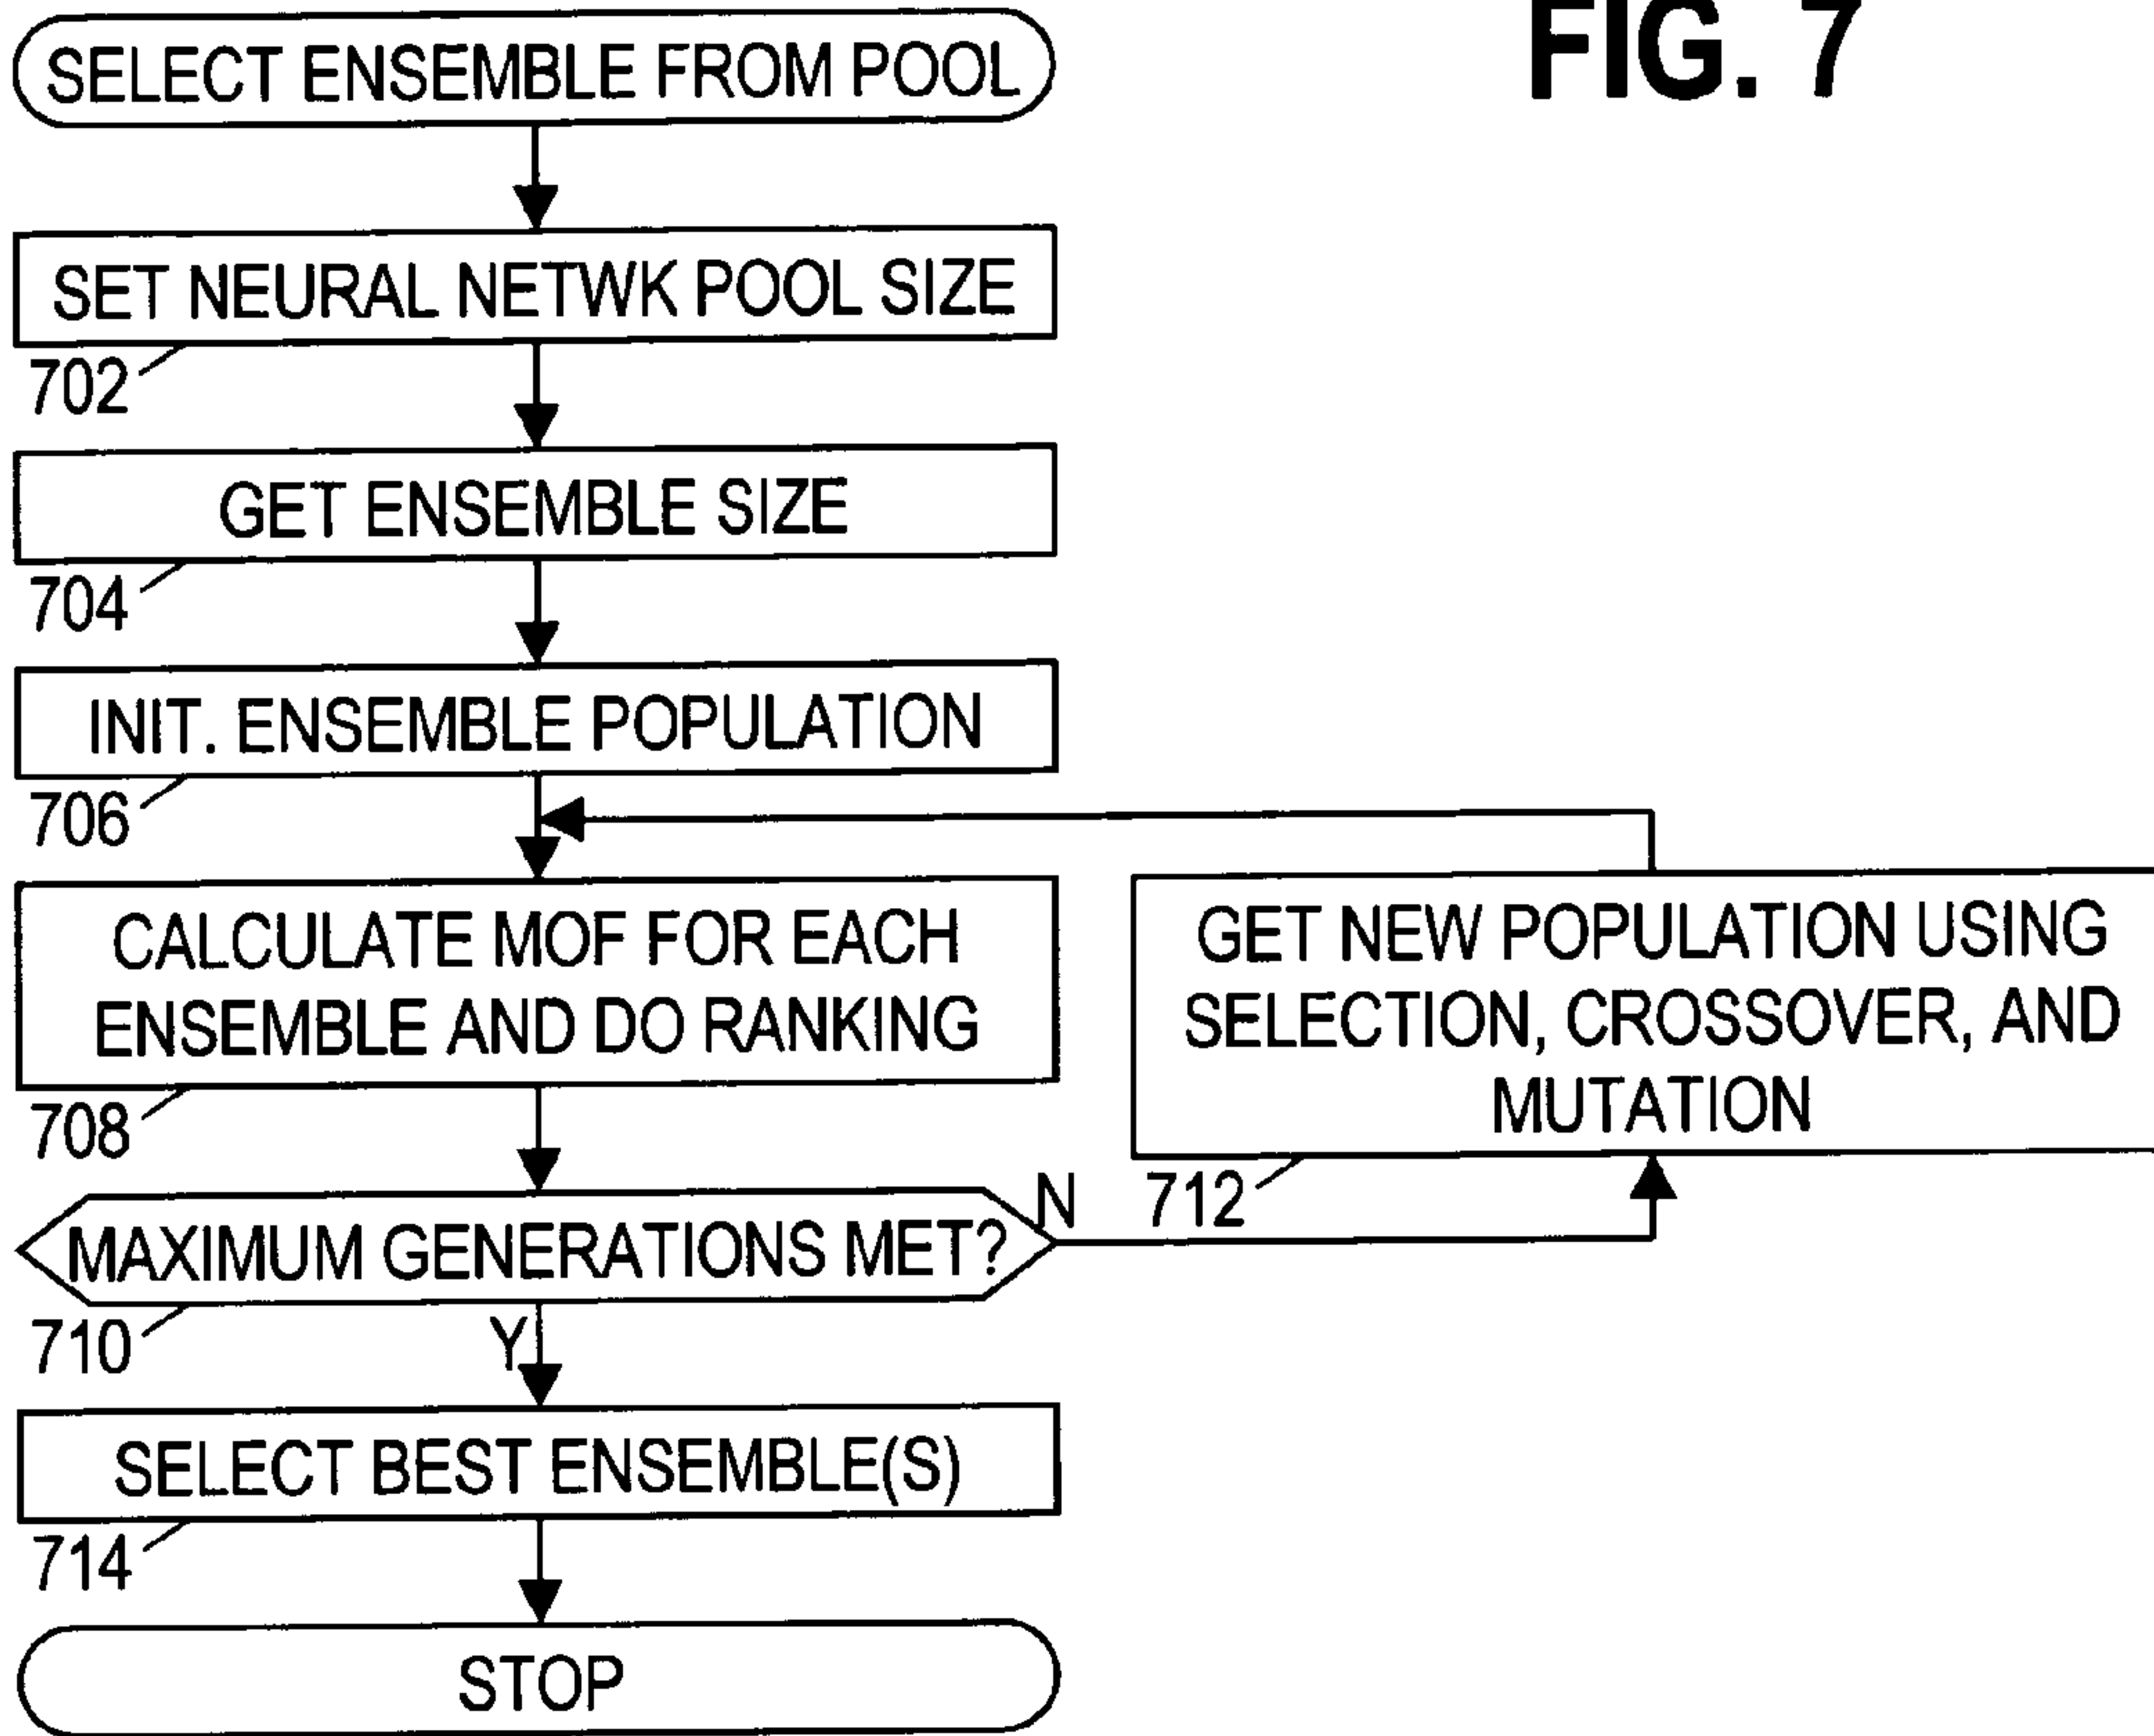 FIG. 7
SELECT ENSEMBLE FROM POOL
SET NEURAL NETWK POOL SIZE
702
GET ENSEMBLE SIZE
704
INIT. ENSEMBLE POPULATION
706
CALCULATE MOF FOR EACH
ENSEMBLE AND DO RANKING
708
GET NEW POPULATION USING
SELECTION, CROSSOVER, AND
MUTATION
712
MAXIMUM GENERATIONS MET?
N
710
Y
SELECT BEST ENSEMBLE(S)
714
STOP